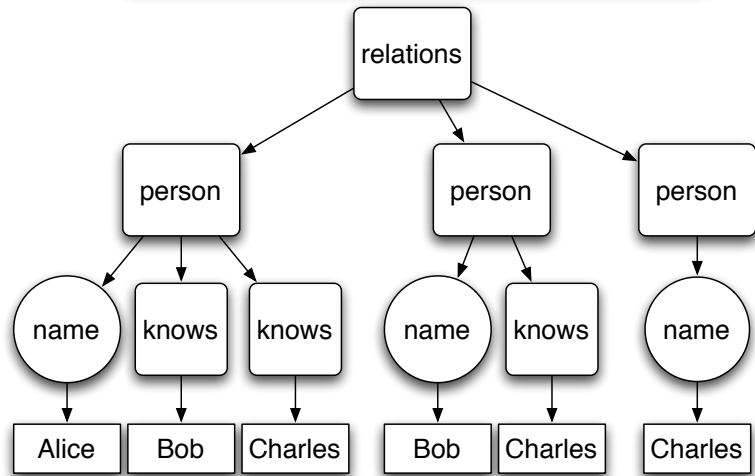 relations
person
person
person
name
knows
knows
name
knows
name
Alice
Bob
Charles
Bob
Charles
Charles